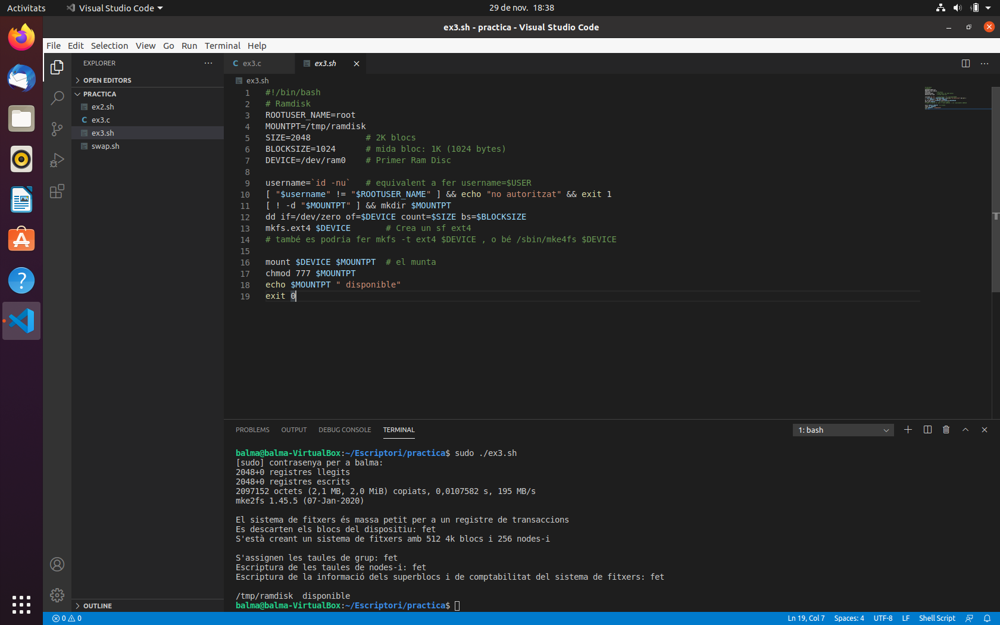 Activitats Visual Studio Code 29 de nov. 18:38
ex3.sh - practica - Visual Studio Code
File Edit Selection View Go Run Terminal Help
EXPLORER
OPEN EDITORS
PRACTICA
ex2.sh
C ex3.c
ex3.sh
swap.sh
OUTLINE
C ex3.c ex3.sh
ex3.sh
1 #!/bin/bash
2 # Ramdisk
3 ROOTUSER_NAME=root
4 MOUNTPT=/tmp/ramdisk
5 SIZE=2048 # 2K blocs
6 BLOCKSIZE=1024 # mida bloc: 1K (1024 bytes)
7 DEVICE=/dev/ram0 # Primer Ram Disc
8
9 username=`id -nu` # equivalent a fer username=$USER
10 [ "$username" != "$ROOTUSER_NAME" ] && echo "no autoritzat" && exit 1
11 [ ! -d "$MOUNTPT" ] && mkdir $MOUNTPT
12 dd if=/dev/zero of=$DEVICE count=$SIZE bs=$BLOCKSIZE
13 mkfs.ext4 $DEVICE # Crea un sf ext4
14 # també es podria fer mkfs -t ext4 $DEVICE , o bé /sbin/mke4fs $DEVICE
15
16 mount $DEVICE $MOUNTPT # el munta
17 chmod 777 $MOUNTPT
18 echo $MOUNTPT " disponible"
19 exit 0
PROBLEMS OUTPUT DEBUG CONSOLE TERMINAL 1: bash
balma@balma-VirtualBox:~/Escriptori/practica$ sudo ./ex3.sh
[sudo] contrasenya per a balma:
2048+0 registres llegits
2048+0 registres escrits
2097152 octets (2,1 MB, 2,0 MiB) copiats, 0,0107582 s, 195 MB/s
mke2fs 1.45.5 (07-Jan-2020)
El sistema de fitxers és massa petit per a un registre de transaccions
Es descarten els blocs del dispositiu: fet
S'està creant un sistema de fitxers amb 512 4k blocs i 256 nodes-i
S'assignen les taules de grup: fet
Escriptura de les taules de nodes-i: fet
Escriptura de la informació dels superblocs i de comptabilitat del sistema de fitxers: fet
/tmp/ramdisk  disponible
balma@balma-VirtualBox:~/Escriptori/practica$
0 0 Ln 19, Col 7 Spaces: 4 UTF-8 LF Shell Script